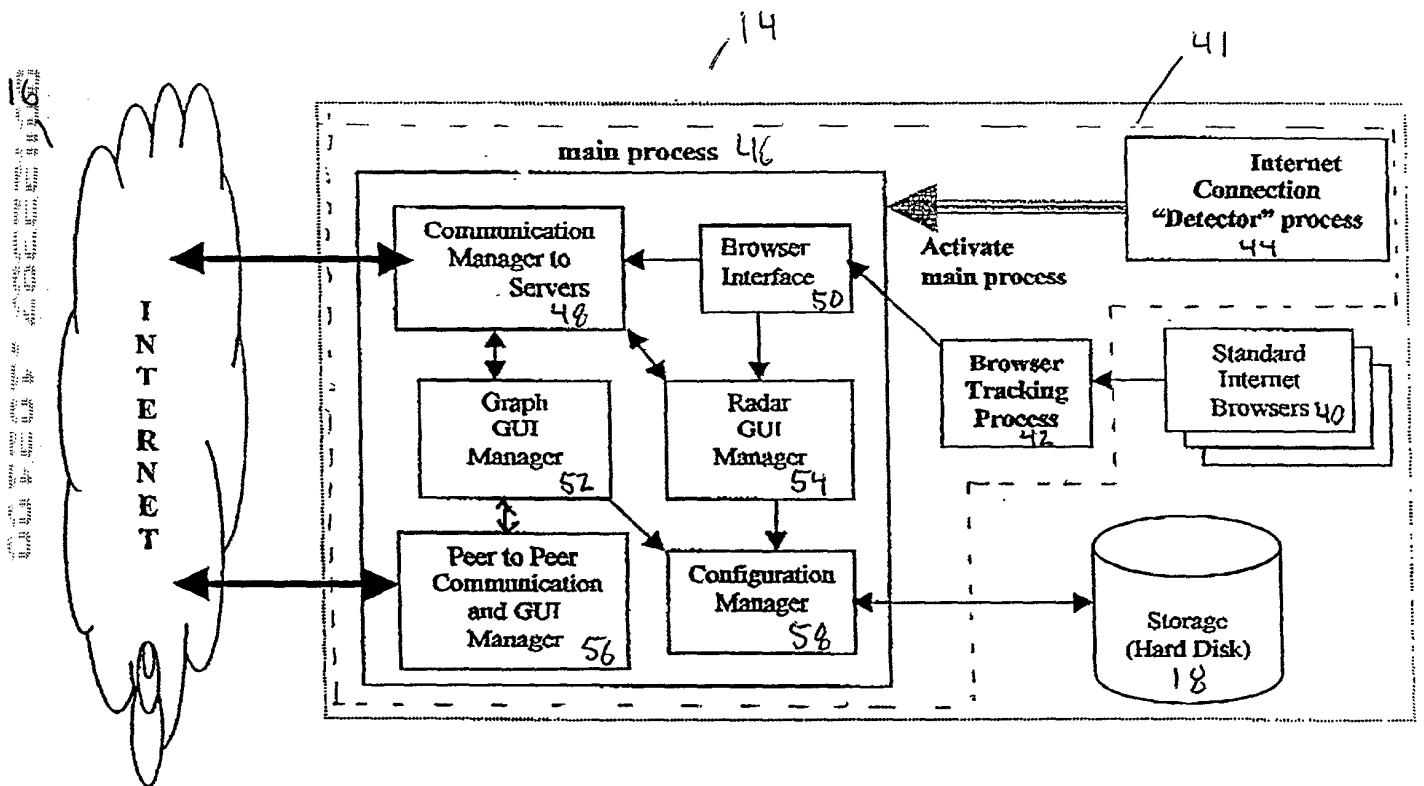 14
41
16
main process 46
Internet
Connection
“Detector” process
44
Communication
Manager to
Servers
48
Browser
Interface
50
Activate
main process
INTERNET
Browser
Tracking
Process
42
Standard
Internet
Browsers 40
Graph
GUI
Manager
52
Radar
GUI
Manager
54
Peer to Peer
Communication
and GUI
Manager
56
Configuration
Manager
58
Storage
(Hard Disk)
18